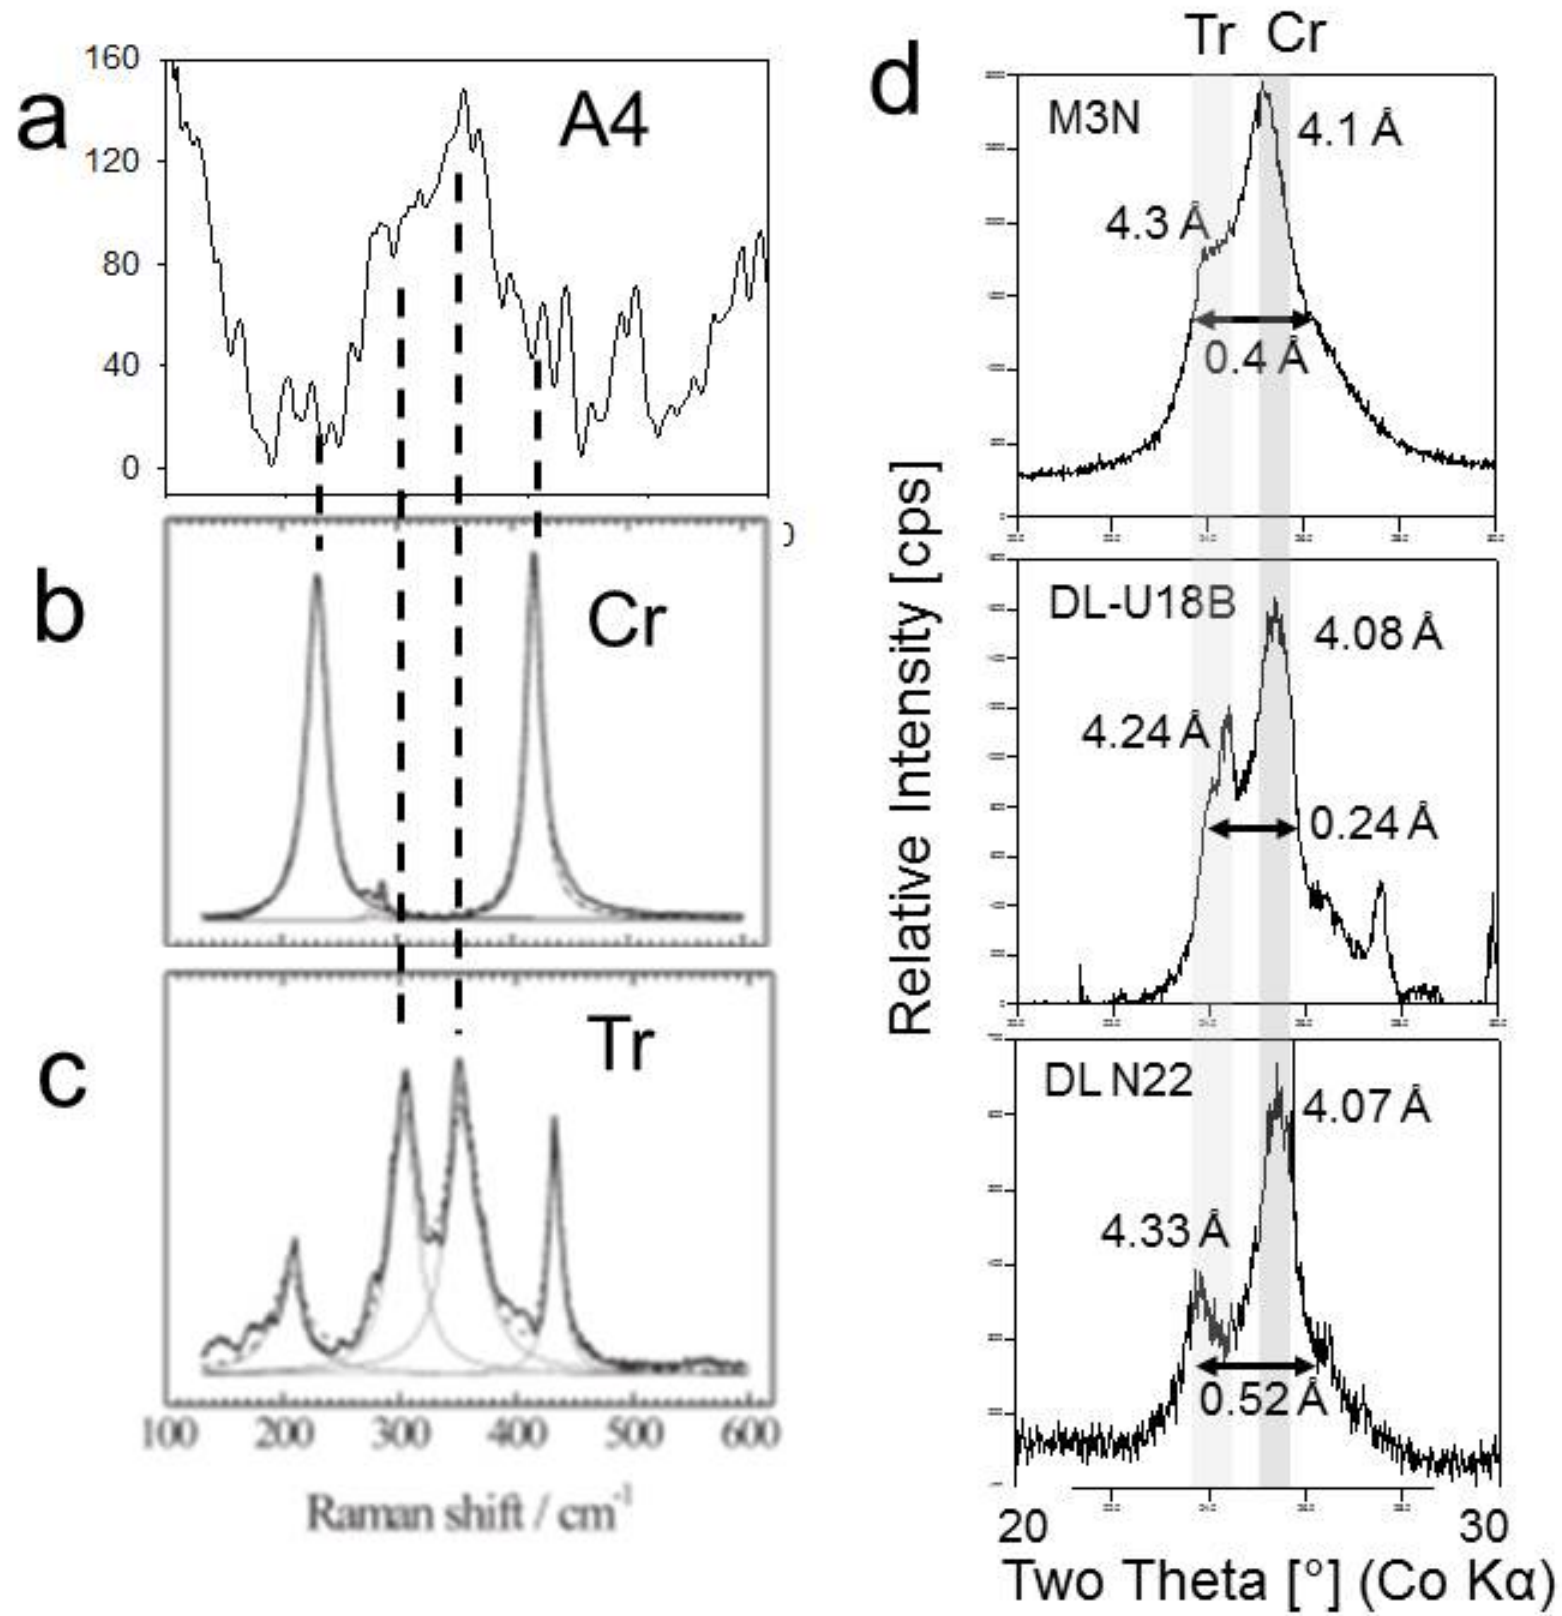 a
A4
160
120
80
40
0
b
Cr
c
Tr
100 200 300 400 500 600
Raman shift / cm-1
d
Tr Cr
Relative Intensity [cps]
M3N
4.1 Å
4.3 Å
0.4 Å
DL-U18B
4.08 Å
4.24 Å
0.24 Å
DL N22
4.07 Å
4.33 Å
0.52 Å
20 30
Two Theta [°] (Co Kα)